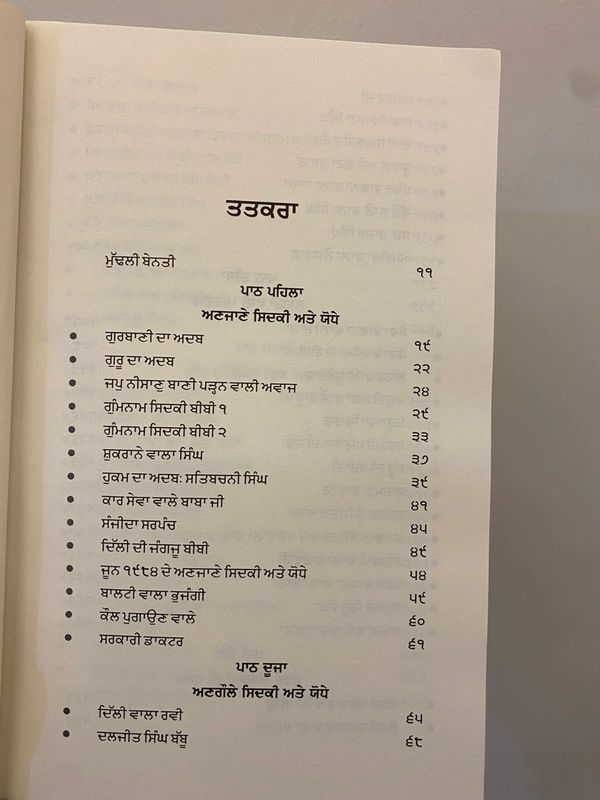 ਤਤਕਰਾ
ਮੁੱਢਲੀ ਬੇਨਤੀ ੧੧
ਪਾਠ ਪਹਿਲਾ
ਅਣਜਾਣੇ ਸਿਦਕੀ ਅਤੇ ਯੋਧੇ
• ਗੁਰਬਾਣੀ ਦਾ ਅਦਬ ੧੯
• ਗੁਰੂ ਦਾ ਅਦਬ ੨੨
• ਜਪੁ ਨੀਸਾਣੁ ਬਾਣੀ ਪੜ੍ਹਨ ਵਾਲੀ ਅਵਾਜ ੨੪
• ਗੁੰਮਨਾਮ ਸਿਦਕੀ ਬੀਬੀ ੧ ੨੯
• ਗੁੰਮਨਾਮ ਸਿਦਕੀ ਬੀਬੀ ੨ ੩੩
• ਸ਼ੁਕਰਾਨੇ ਵਾਲਾ ਸਿੰਘ ੩੭
• ਹੁਕਮ ਦਾ ਅਦਬ: ਸਤਿਬਚਨੀ ਸਿੰਘ ੩੯
• ਕਾਰ ਸੇਵਾ ਵਾਲੇ ਬਾਬਾ ਜੀ ੪੧
• ਸੰਜੀਦਾ ਸਰਪੰਚ ੪੫
• ਦਿੱਲੀ ਦੀ ਜੰਗਜੂ ਬੀਬੀ ੪੯
• ਜੂਨ ੧੯੮੪ ਦੇ ਅਣਜਾਣੇ ਸਿਦਕੀ ਅਤੇ ਯੋਧੇ ੫੪
• ਬਾਲਟੀ ਵਾਲਾ ਭੁਜੰਗੀ ੫੯
• ਕੌਲ ਪੁਗਾਉਣ ਵਾਲੇ ੬੦
• ਸਰਕਾਰੀ ਡਾਕਟਰ ੬੧
ਪਾਠ ਦੂਜਾ
ਅਣਗੌਲੇ ਸਿਦਕੀ ਅਤੇ ਯੋਧੇ
• ਦਿੱਲੀ ਵਾਲਾ ਰਵੀ ੬੫
• ਦਲਜੀਤ ਸਿੰਘ ਬੱਬੂ ੬੮